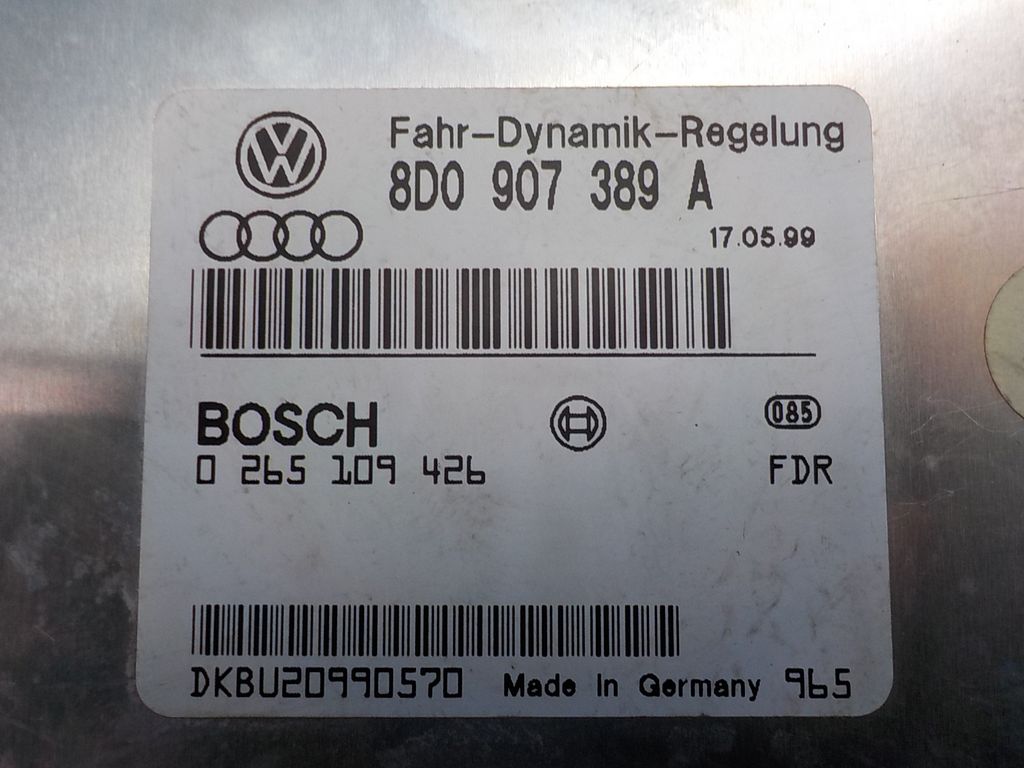 Fahr-Dynamik-Regelung
8D0 907 389 A
17.05.99
BOSCH
085
0 265 109 426 FDR
DKBU20990570 Made in Germany 965